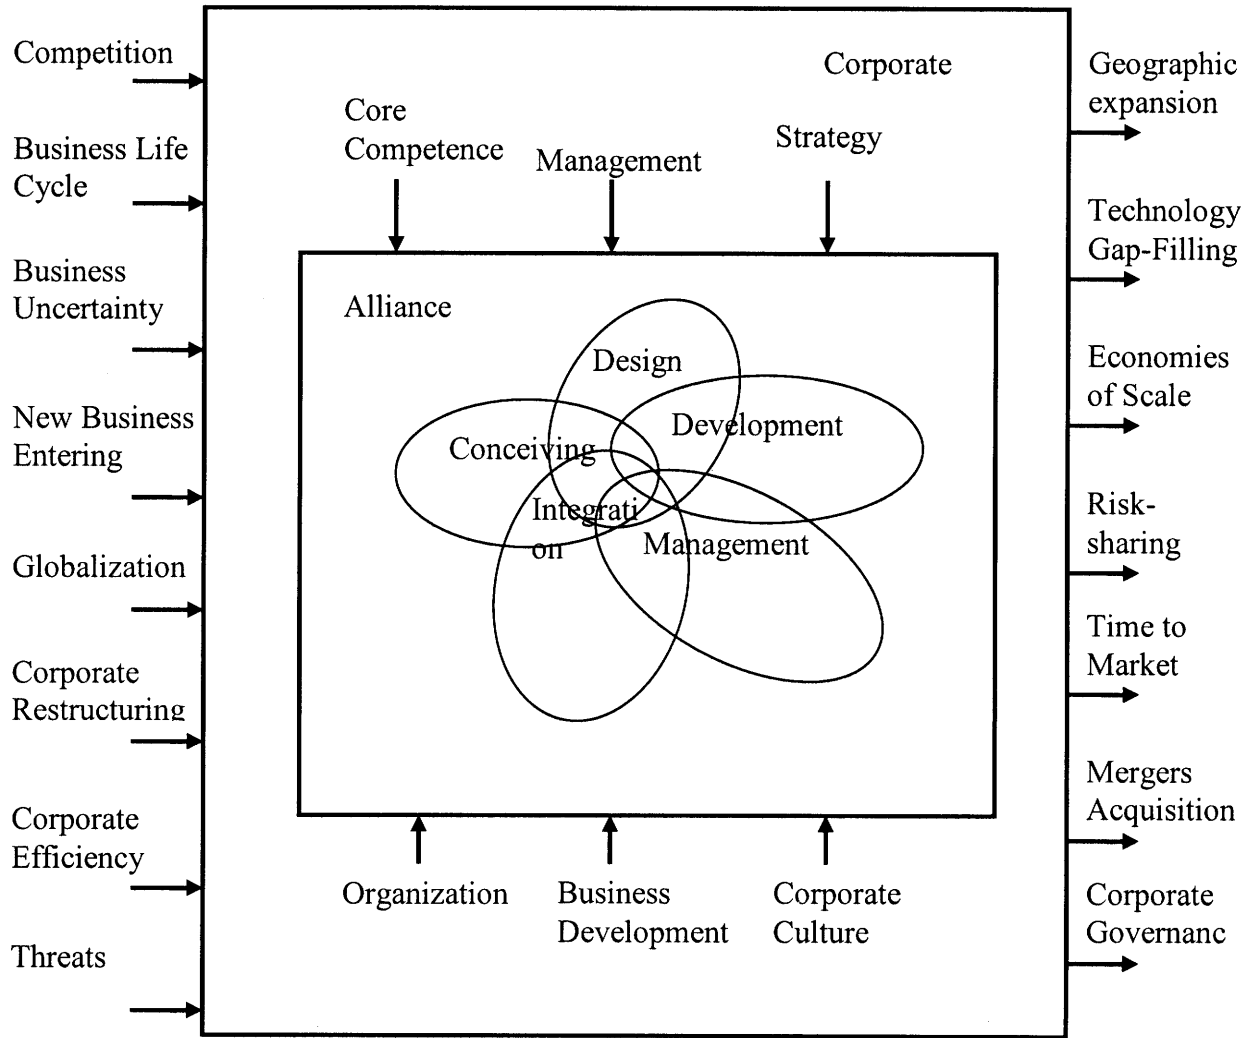 Competition
Business Life
Cycle
Business
Uncertainty
New Business
Entering
Globalization
Corporate
Restructuring
Corporate
Efficiency
Threats
Corporate
Core
Competence
Management
Strategy
Alliance
Design
Development
Conceiving
Integrati
on
Management
Organization
Business
Development
Corporate
Culture
Geographic
expansion
Technology
Gap-Filling
Economies
of Scale
Risk-
sharing
Time to
Market
Mergers
Acquisition
Corporate
Governanc